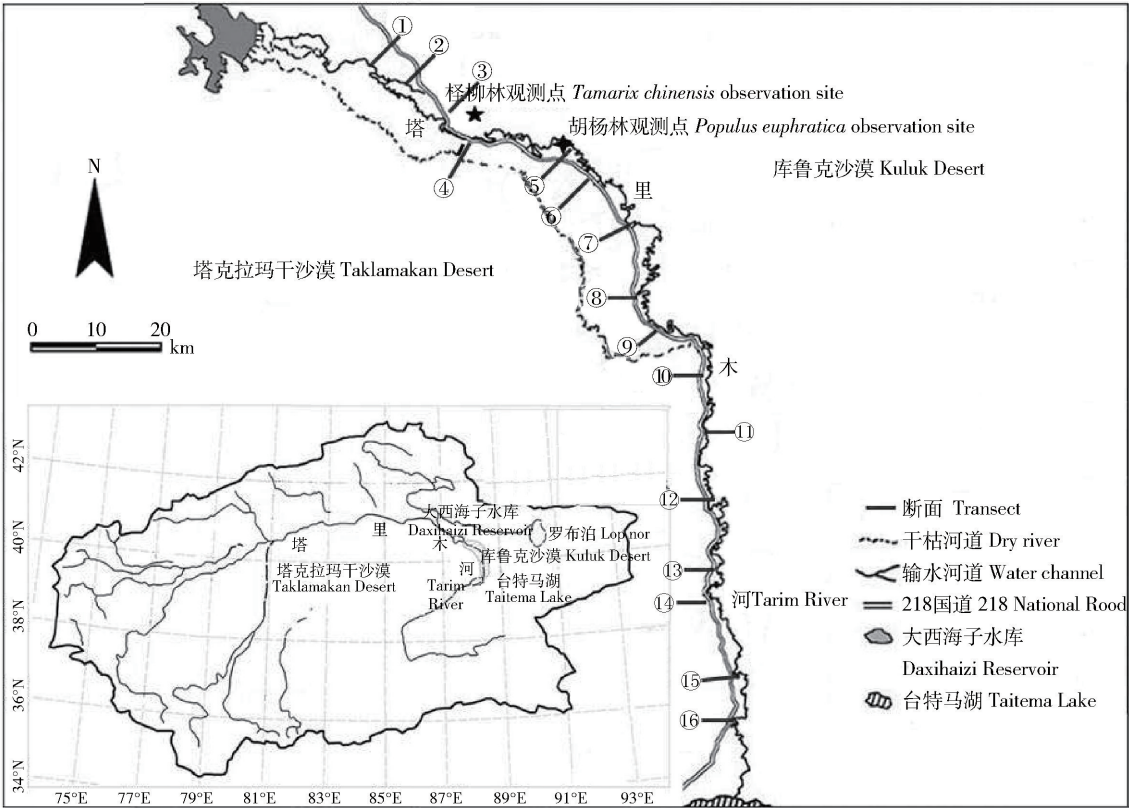 ①
②
③
柽柳林观测点 Tamarix chinensis observation site
塔
胡杨林观测点 Populus euphratica observation site
N
库鲁克沙漠 Kuluk Desert
④
⑤
里
⑥
⑦
塔克拉玛干沙漠 Taklamakan Desert
⑧
0 10 20
km
⑨
木
⑩
⑪
⑫
⑬
⑭
河Tarim River
⑮
⑯
断面 Transect
干枯河道 Dry river
输水河道 Water channel
218国道 218 National Rood
大西海子水库
Daxihaizi Reservoir
台特马湖 Taitema Lake
42°N
40°N
38°N
36°N
34°N
大西海子水库
Daxihaizi Reservoir
罗布泊 Lop nor
里
塔
木
库鲁克沙漠 Kuluk Desert
塔克拉玛干沙漠
Taklamakan Desert
河
台特马湖
Taitema Lake
Tarim
River
75°E 77°E 79°E 81°E 83°E 85°E 87°E 89°E 91°E 93°E